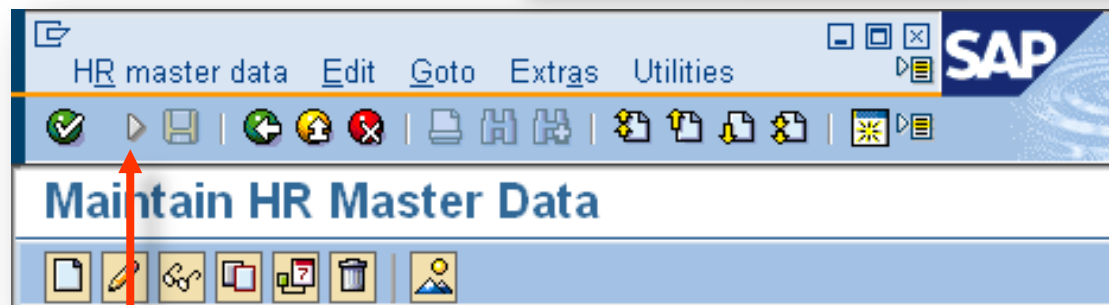 SAP
HR master data Edit Goto Extras Utilities
Maintain HR Master Data